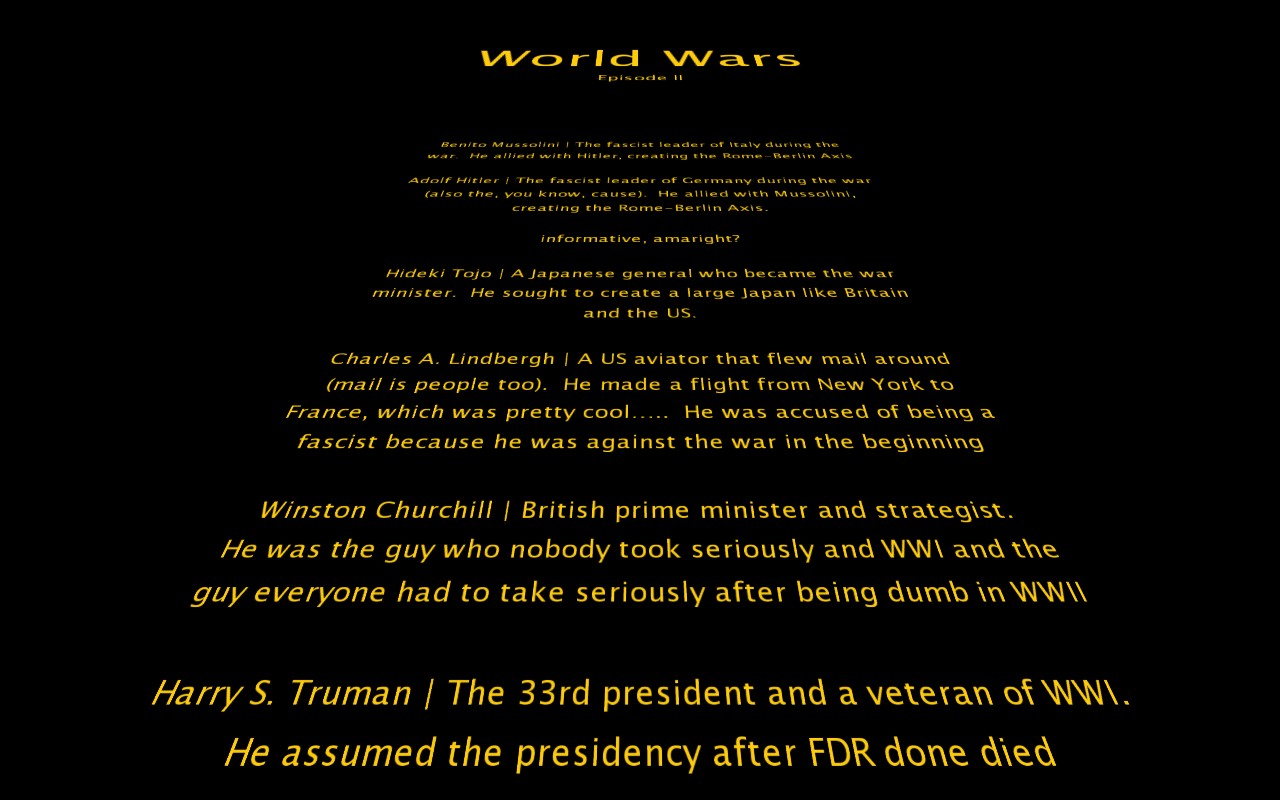 World Wars
Episode II
Benito Mussolini | The fascist leader of Italy during the
war.  He allied with Hitler, creating the Rome-Berlin Axis
Adolf Hitler | The fascist leader of Germany during the war
(also the, you know, cause).  He allied with Mussolini,
creating the Rome-Berlin Axis.
informative, amaright?
Hideki Tojo | A Japanese general who became the war
minister.  He sought to create a large Japan like Britain
and the US.
Charles A. Lindbergh | A US aviator that flew mail around
(mail is people too).  He made a flight from New York to
France, which was pretty cool.....  He was accused of being a
fascist because he was against the war in the beginning
Winston Churchill | British prime minister and strategist.
He was the guy who nobody took seriously and WWI and the
guy everyone had to take seriously after being dumb in WWII
Harry S. Truman | The 33rd president and a veteran of WWI.
He assumed the presidency after FDR done died